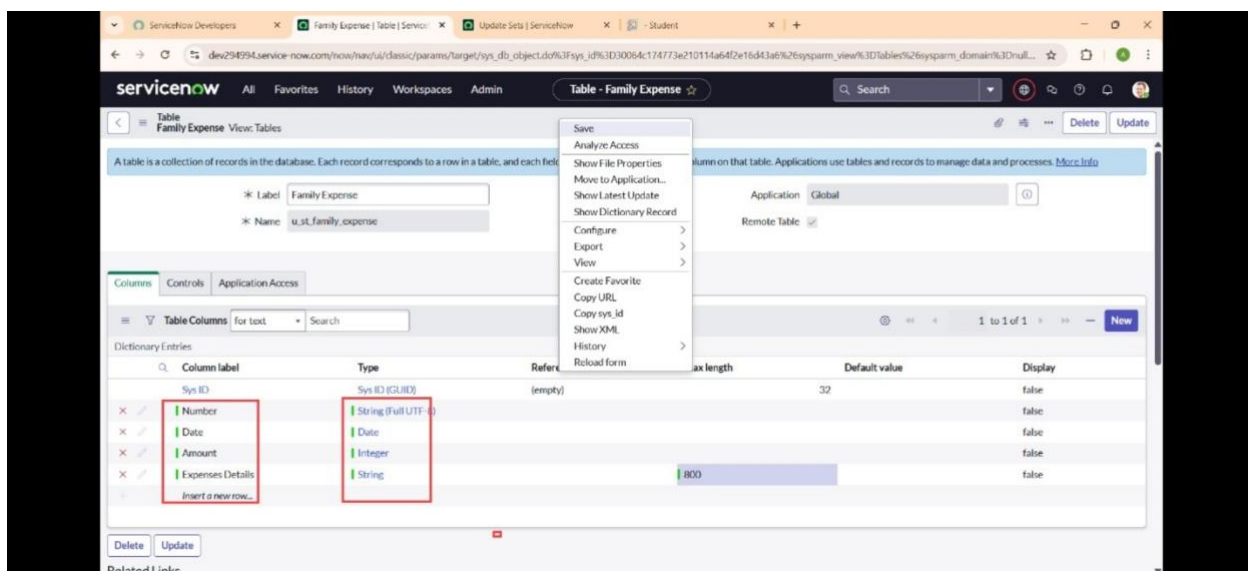 ServiceNow Developers
Family Expense | Table | Service
Update Sets | ServiceNow
- Student
dev294994.service-now.com/now/nav/ui/classic/params/target/sys_db_object.do%3Fsys_id%3D30064c174773e210114a64f2e16d43a6%26sysparm_view%3DTables%26sysparm_domain%3Dnull...
servicenow All Favorites History Workspaces Admin Table - Family Expense Search
Table
Family Expense View: Tables
Delete Update
A table is a collection of records in the database. Each record corresponds to a row in a table, and each field
olumn on that table. Applications use tables and records to manage data and processes. More Info
Label Family Expense
Application Global
Name u_st_family_expense
Remote Table
Save
Analyze Access
Show File Properties
Move to Application...
Show Latest Update
Show Dictionary Record
Configure
Export
View
Create Favorite
Copy URL
Copy sys_id
Show XML
History
Reload form
Columns Controls Application Access
Table Columns for text Search 1 to 1 of 1 New
Dictionary Entries
Column label Type Refere ax length Default value Display
Sys ID Sys ID (GUID) (empty) 32 false
Number String (Full UTF-8) false
Date Date false
Amount Integer false
Expenses Details String 800 false
Insert a new row...
Delete Update
Related Links